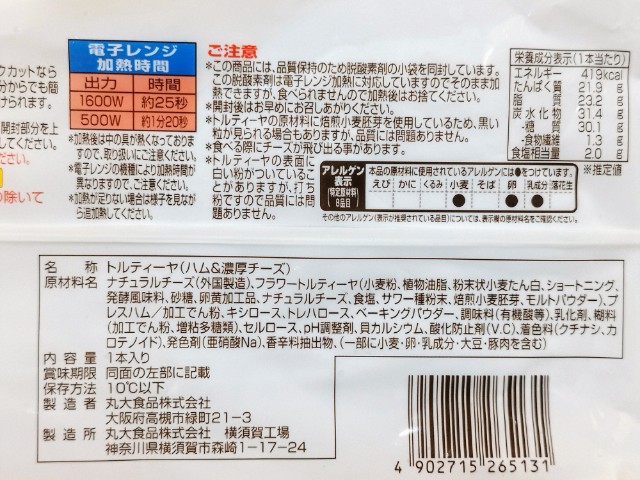 クカットなら
分からでも簡
けられます。
開封部分を上
してください。
ださい。
の除いて
電子レンジ
加熱時間
出力 時間
1600W 約25秒
500W 約1分20秒
*加熱後は中の具が熱くなっておりま
すので、取り扱いにご注意ください。
*電子レンジの機種により加熱時間が
異なりますので、ご注意ください。
*加熱が足りない場合は様子を見なが
ら追加熱してください。
ご注意
*この商品には、品質保持のため脱酸素剤の小袋を同封しています。
この脱酸素剤は電子レンジ加熱に対応していますのでそのまま加
熱できますが、食べられませんので加熱後はお捨てください。
*開封後はお早めにお召しあがりください。
*トルティーヤの原材料に焙煎小麦胚芽を使用しているため、黒い
粒が見られる場合もありますが、品質には問題ありません。
*食べる際にチーズが飛び出る事があります。
*トルティーヤの表面に
白い粉がついているこ
とがありますが、打ち
粉ですので品質には問
題ありません。
栄養成分表示(1本当たり)
エネルギー 419kcal
たんぱく質 21.9 g
脂質 23.2 g
炭水化物 31.4 g
-糖質 30.1 g
-食物繊維 1.3 g
食塩相当量 2.0 g
※推定値
アレルゲン
表示
(特定原材料)
8品目
本品の原材料に使用されているアレルゲンには●をつけています。
えび かに くるみ 小麦 そば 卵 乳成分 落花生
● ● ●
その他のアレルゲン(表示が推奨されている品目)については、表示欄の原材料名をご確認ください。
名称 トルティーヤ(ハム&濃厚チーズ)
原材料名 ナチュラルチーズ(外国製造)、フラワートルティーヤ(小麦粉、植物油脂、粉末状小麦たん白、ショートニング、
発酵風味料、砂糖、卵黄加工品、ナチュラルチーズ、食塩、サワー種粉末、焙煎小麦胚芽、モルトパウダー)、プ
レスハム／加工でん粉、キシロース、トレハロース、ベーキングパウダー、調味料(有機酸等)、乳化剤、糊料
(加工でん粉、増粘多糖類)、セルロース、pH調整剤、貝カルシウム、酸化防止剤(V.C)、着色料(クチナシ、カ
ロテノイド)、発色剤(亜硝酸Na)、香辛料抽出物、(一部に小麦・卵・乳成分・大豆・豚肉を含む)
内容量 1本入り
賞味期限 同面の左部に記載
保存方法 10℃以下
製造者 丸大食品株式会社
大阪府高槻市緑町21-3
製造所 丸大食品株式会社 横須賀工場
神奈川県横須賀市森崎1-17-24
4 902715 265131